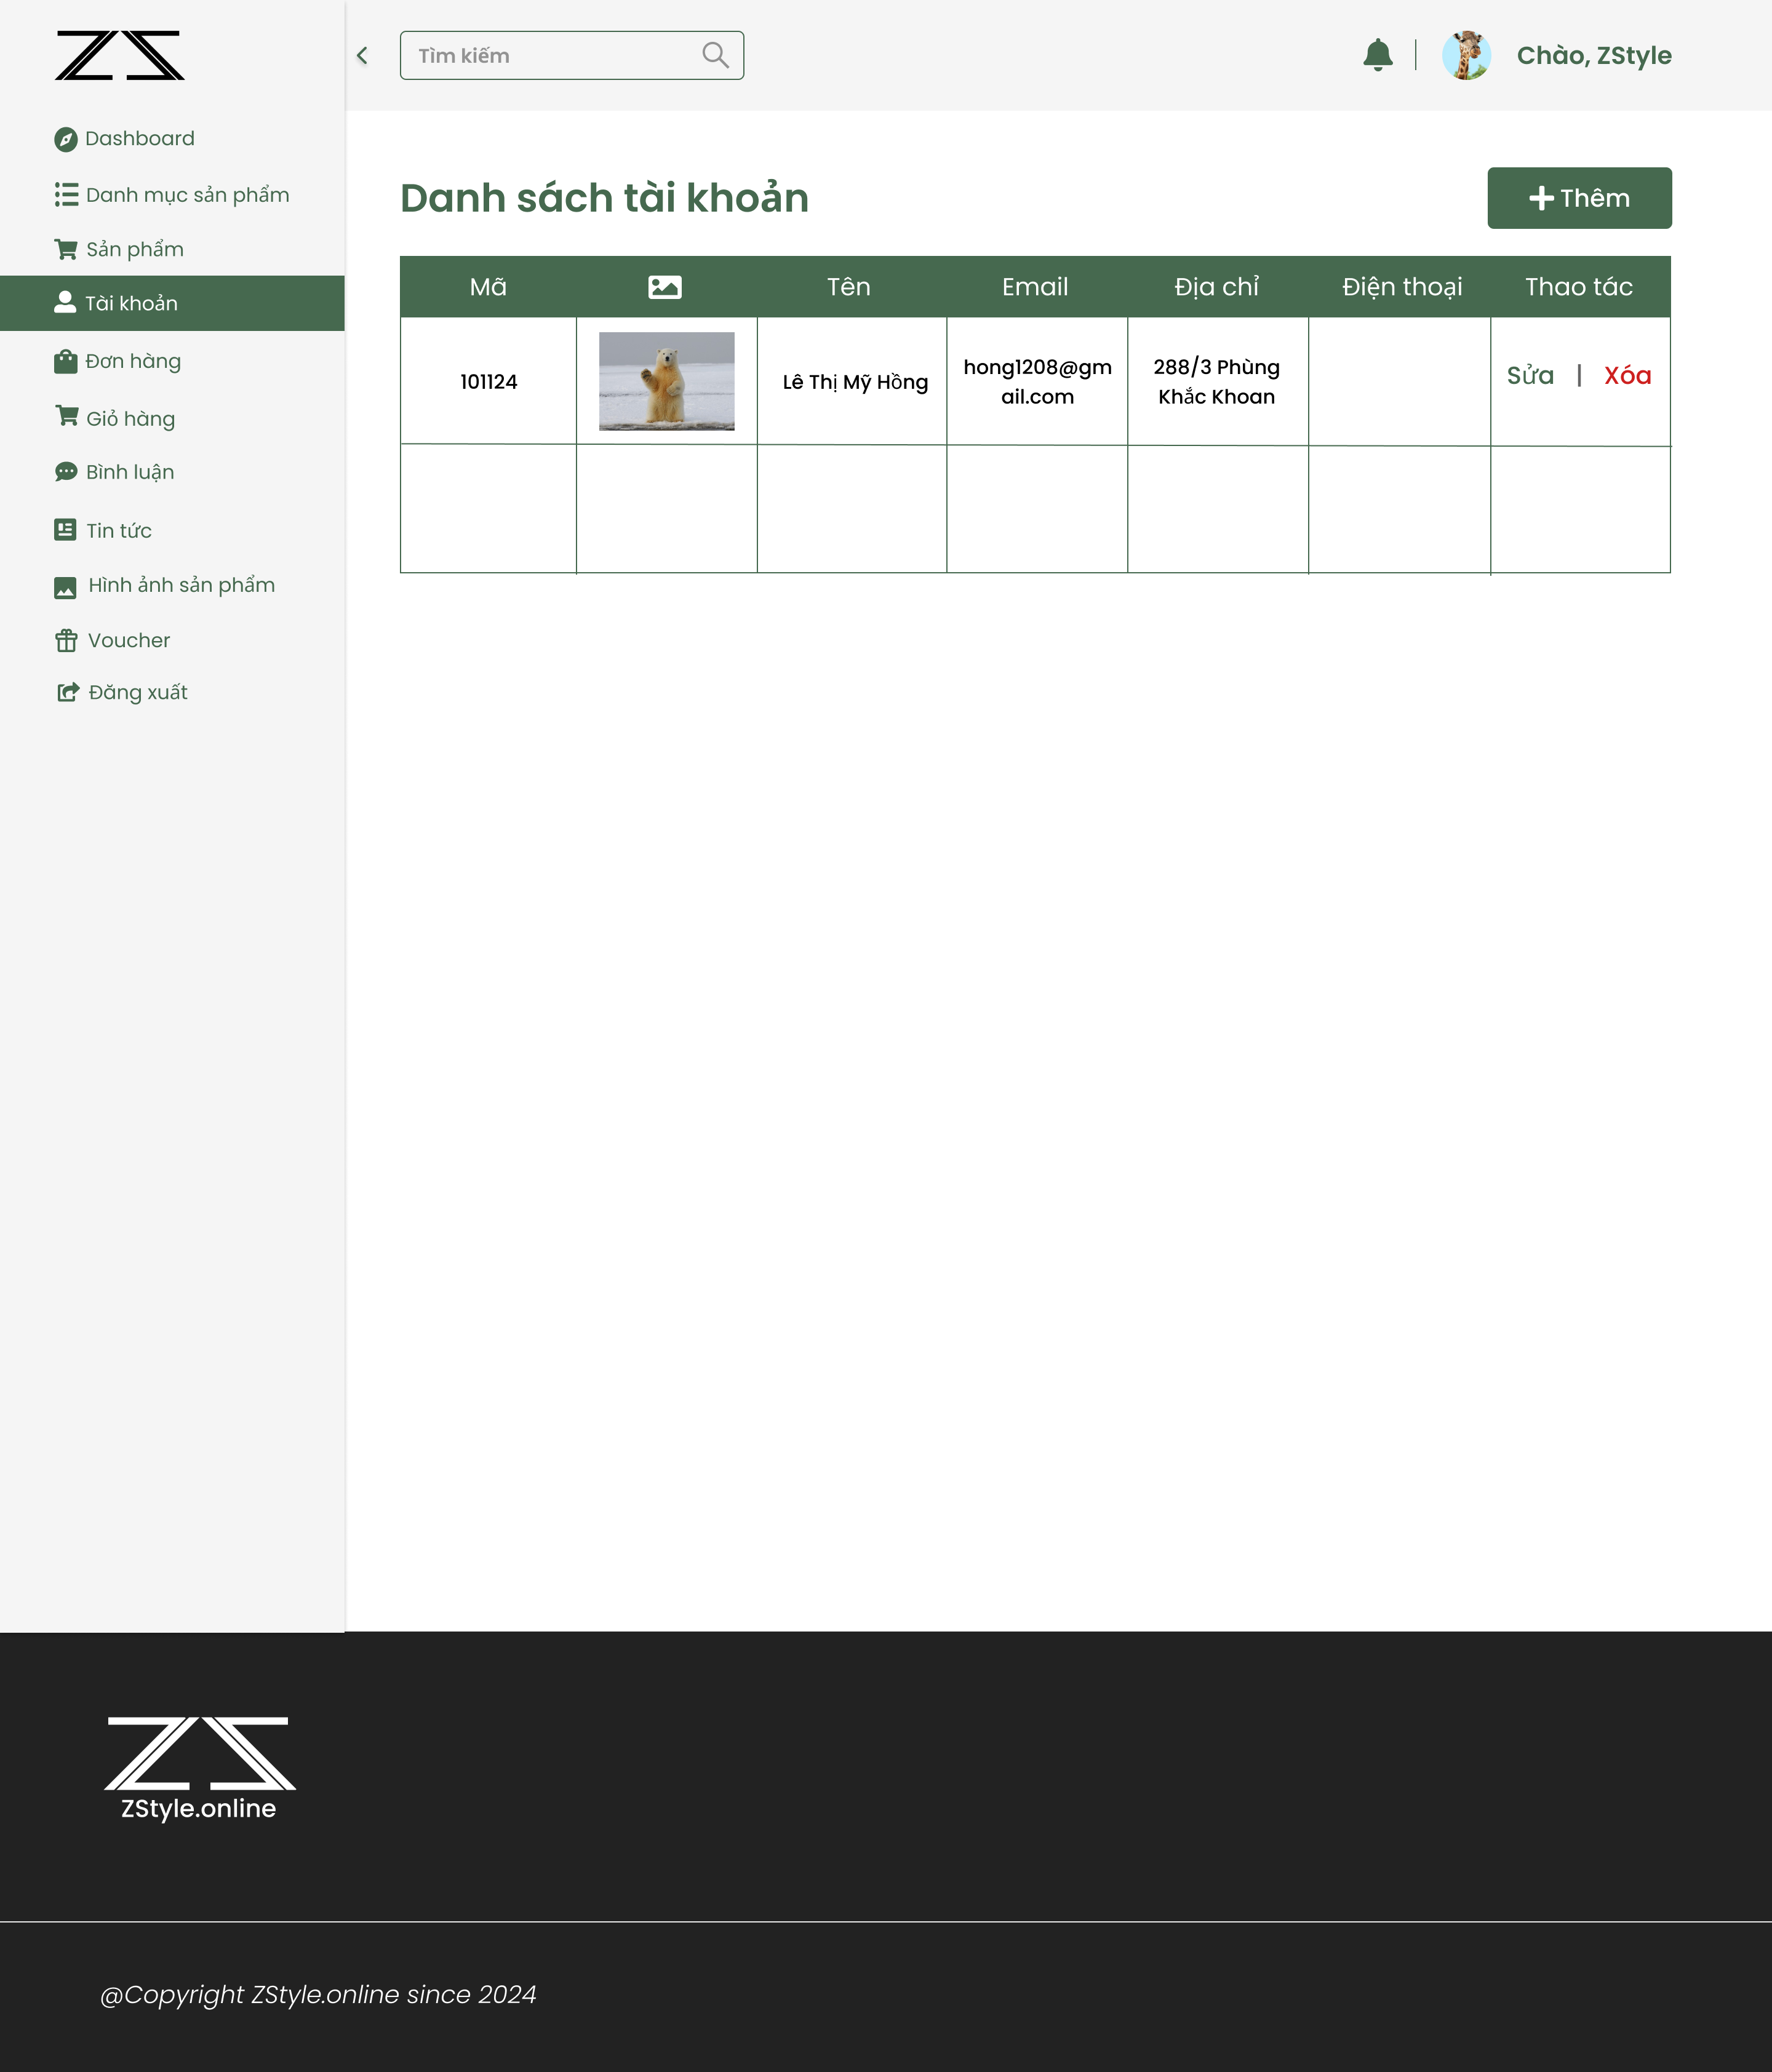 ZS
Tìm kiếm
Chào, ZStyle
Dashboard
Danh mục sản phẩm
Sản phẩm
Tài khoản
Đơn hàng
Giỏ hàng
Bình luận
Tin tức
Hình ảnh sản phẩm
Voucher
Đăng xuất
Danh sách tài khoản
Thêm
Mã Tên Email Địa chỉ Điện thoại Thao tác
101124 Lê Thị Mỹ Hồng hong1208@gm 288/3 Phùng Sửa | Xóa
ail.com Khắc Khoan
ZS
ZStyle.online
@Copyright ZStyle.online since 2024